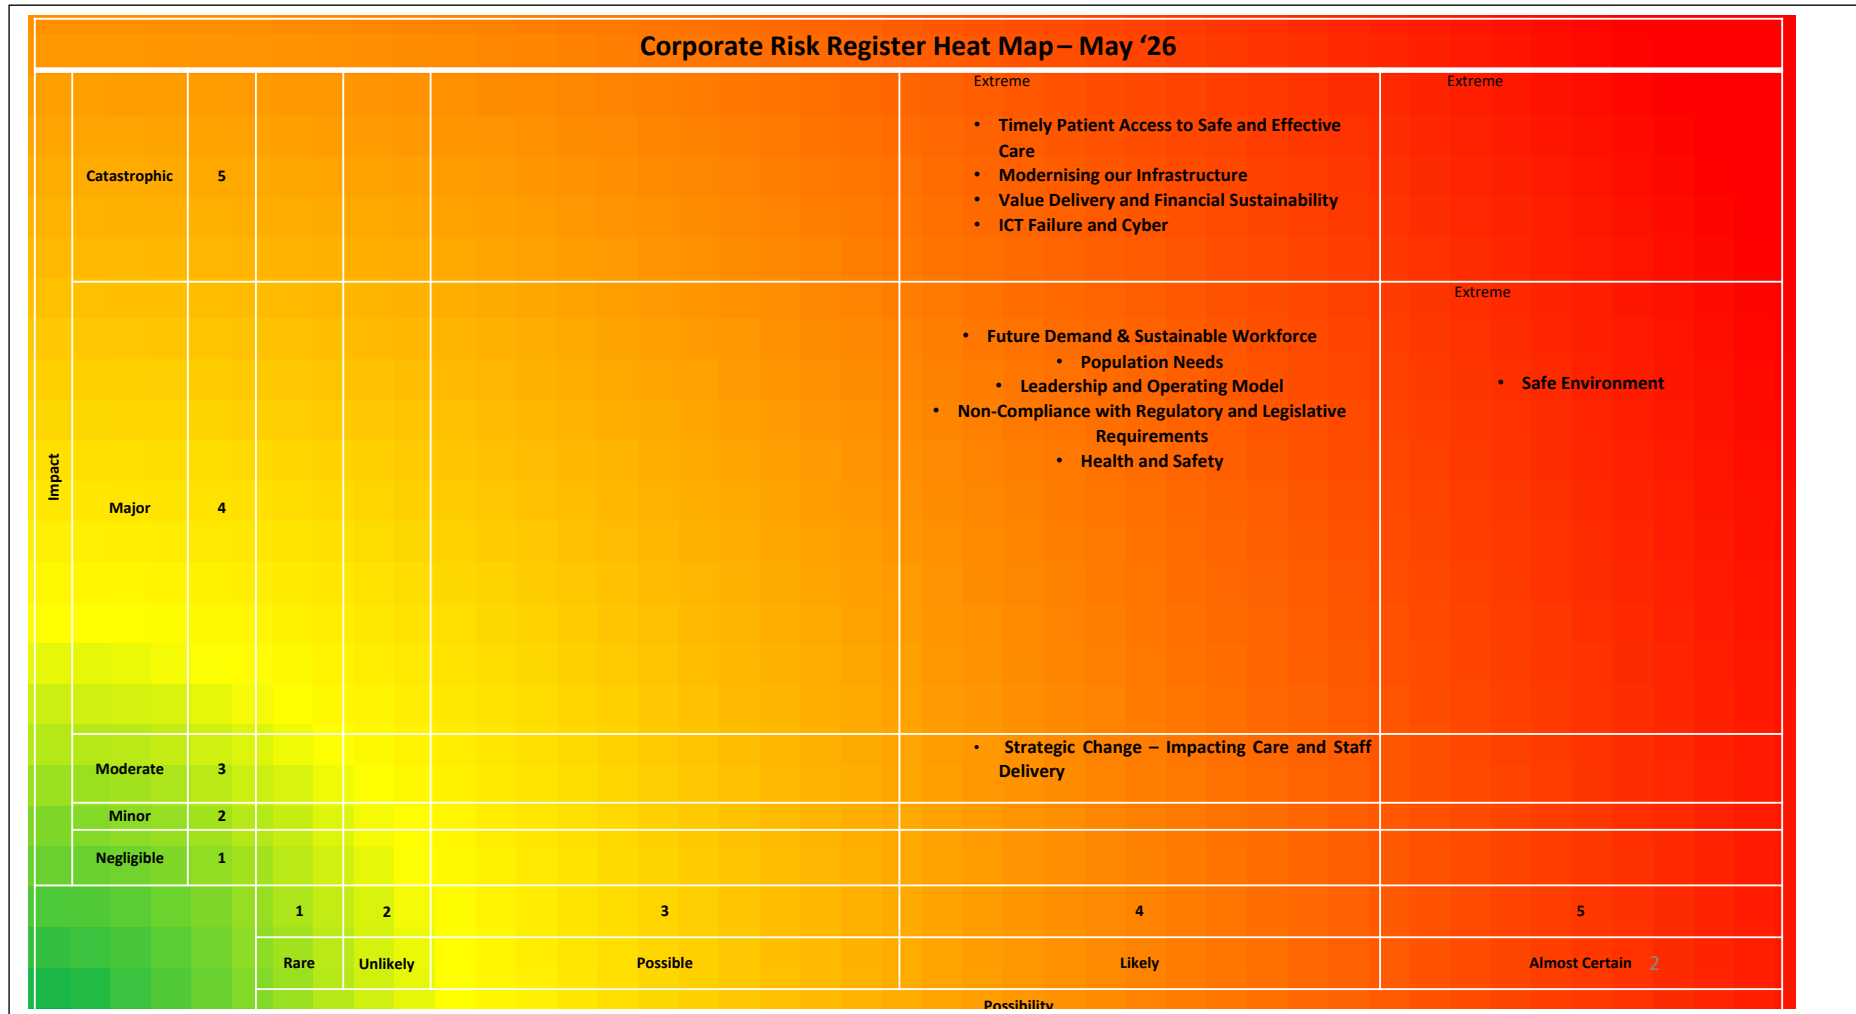 Corporate Risk Register Heat Map – May ‘26
Extreme
Extreme
Catastrophic 5
• Timely Patient Access to Safe and Effective
Care
• Modernising our Infrastructure
• Value Delivery and Financial Sustainability
• ICT Failure and Cyber
Extreme
Impact
Major 4
• Future Demand & Sustainable Workforce
• Population Needs
• Leadership and Operating Model
• Non-Compliance with Regulatory and Legislative
Requirements
• Health and Safety
• Safe Environment
Moderate 3
• Strategic Change – Impacting Care and Staff
Delivery
Minor 2
Negligible 1
1 2 3 4 5
Rare Unlikely Possible Likely Almost Certain 2
Possibility